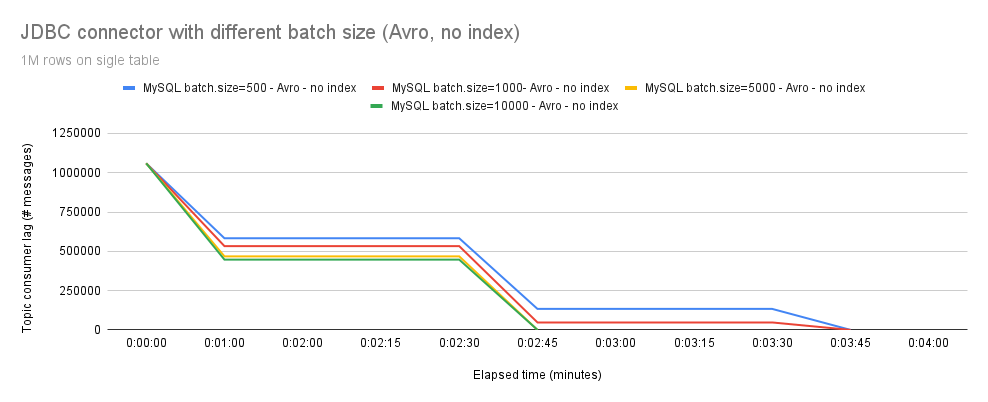 JDBC connector with different batch size (Avro, no index)
1M rows on sigle table
MySQL batch.size=500 - Avro - no index
MySQL batch.size=1000- Avro - no index
MySQL batch.size=5000 - Avro - no index
MySQL batch.size=10000 - Avro - no index
Topic consumer lag (# messages)
1250000
1000000
750000
500000
250000
0
0:00:00 0:01:00 0:02:00 0:02:15 0:02:30 0:02:45 0:03:00 0:03:15 0:03:30 0:03:45 0:04:00
Elapsed time (minutes)